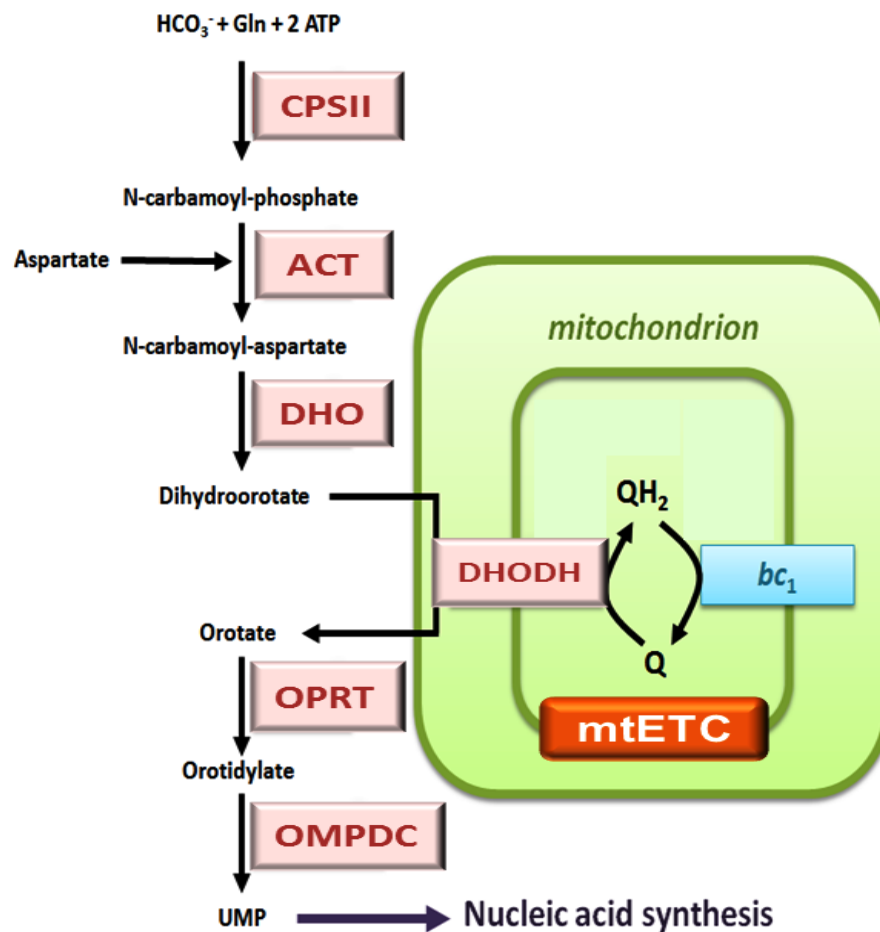 HCO₃⁻ + Gln + 2 ATP
CPSII
N-carbamoyl-phosphate
Aspartate
ACT
mitochondrion
N-carbamoyl-aspartate
DHO
Dihydroorotate
QH₂
DHODH
bc₁
Orotate
Q
OPRT
mtETC
Orotidylate
OMPDC
UMP
Nucleic acid synthesis